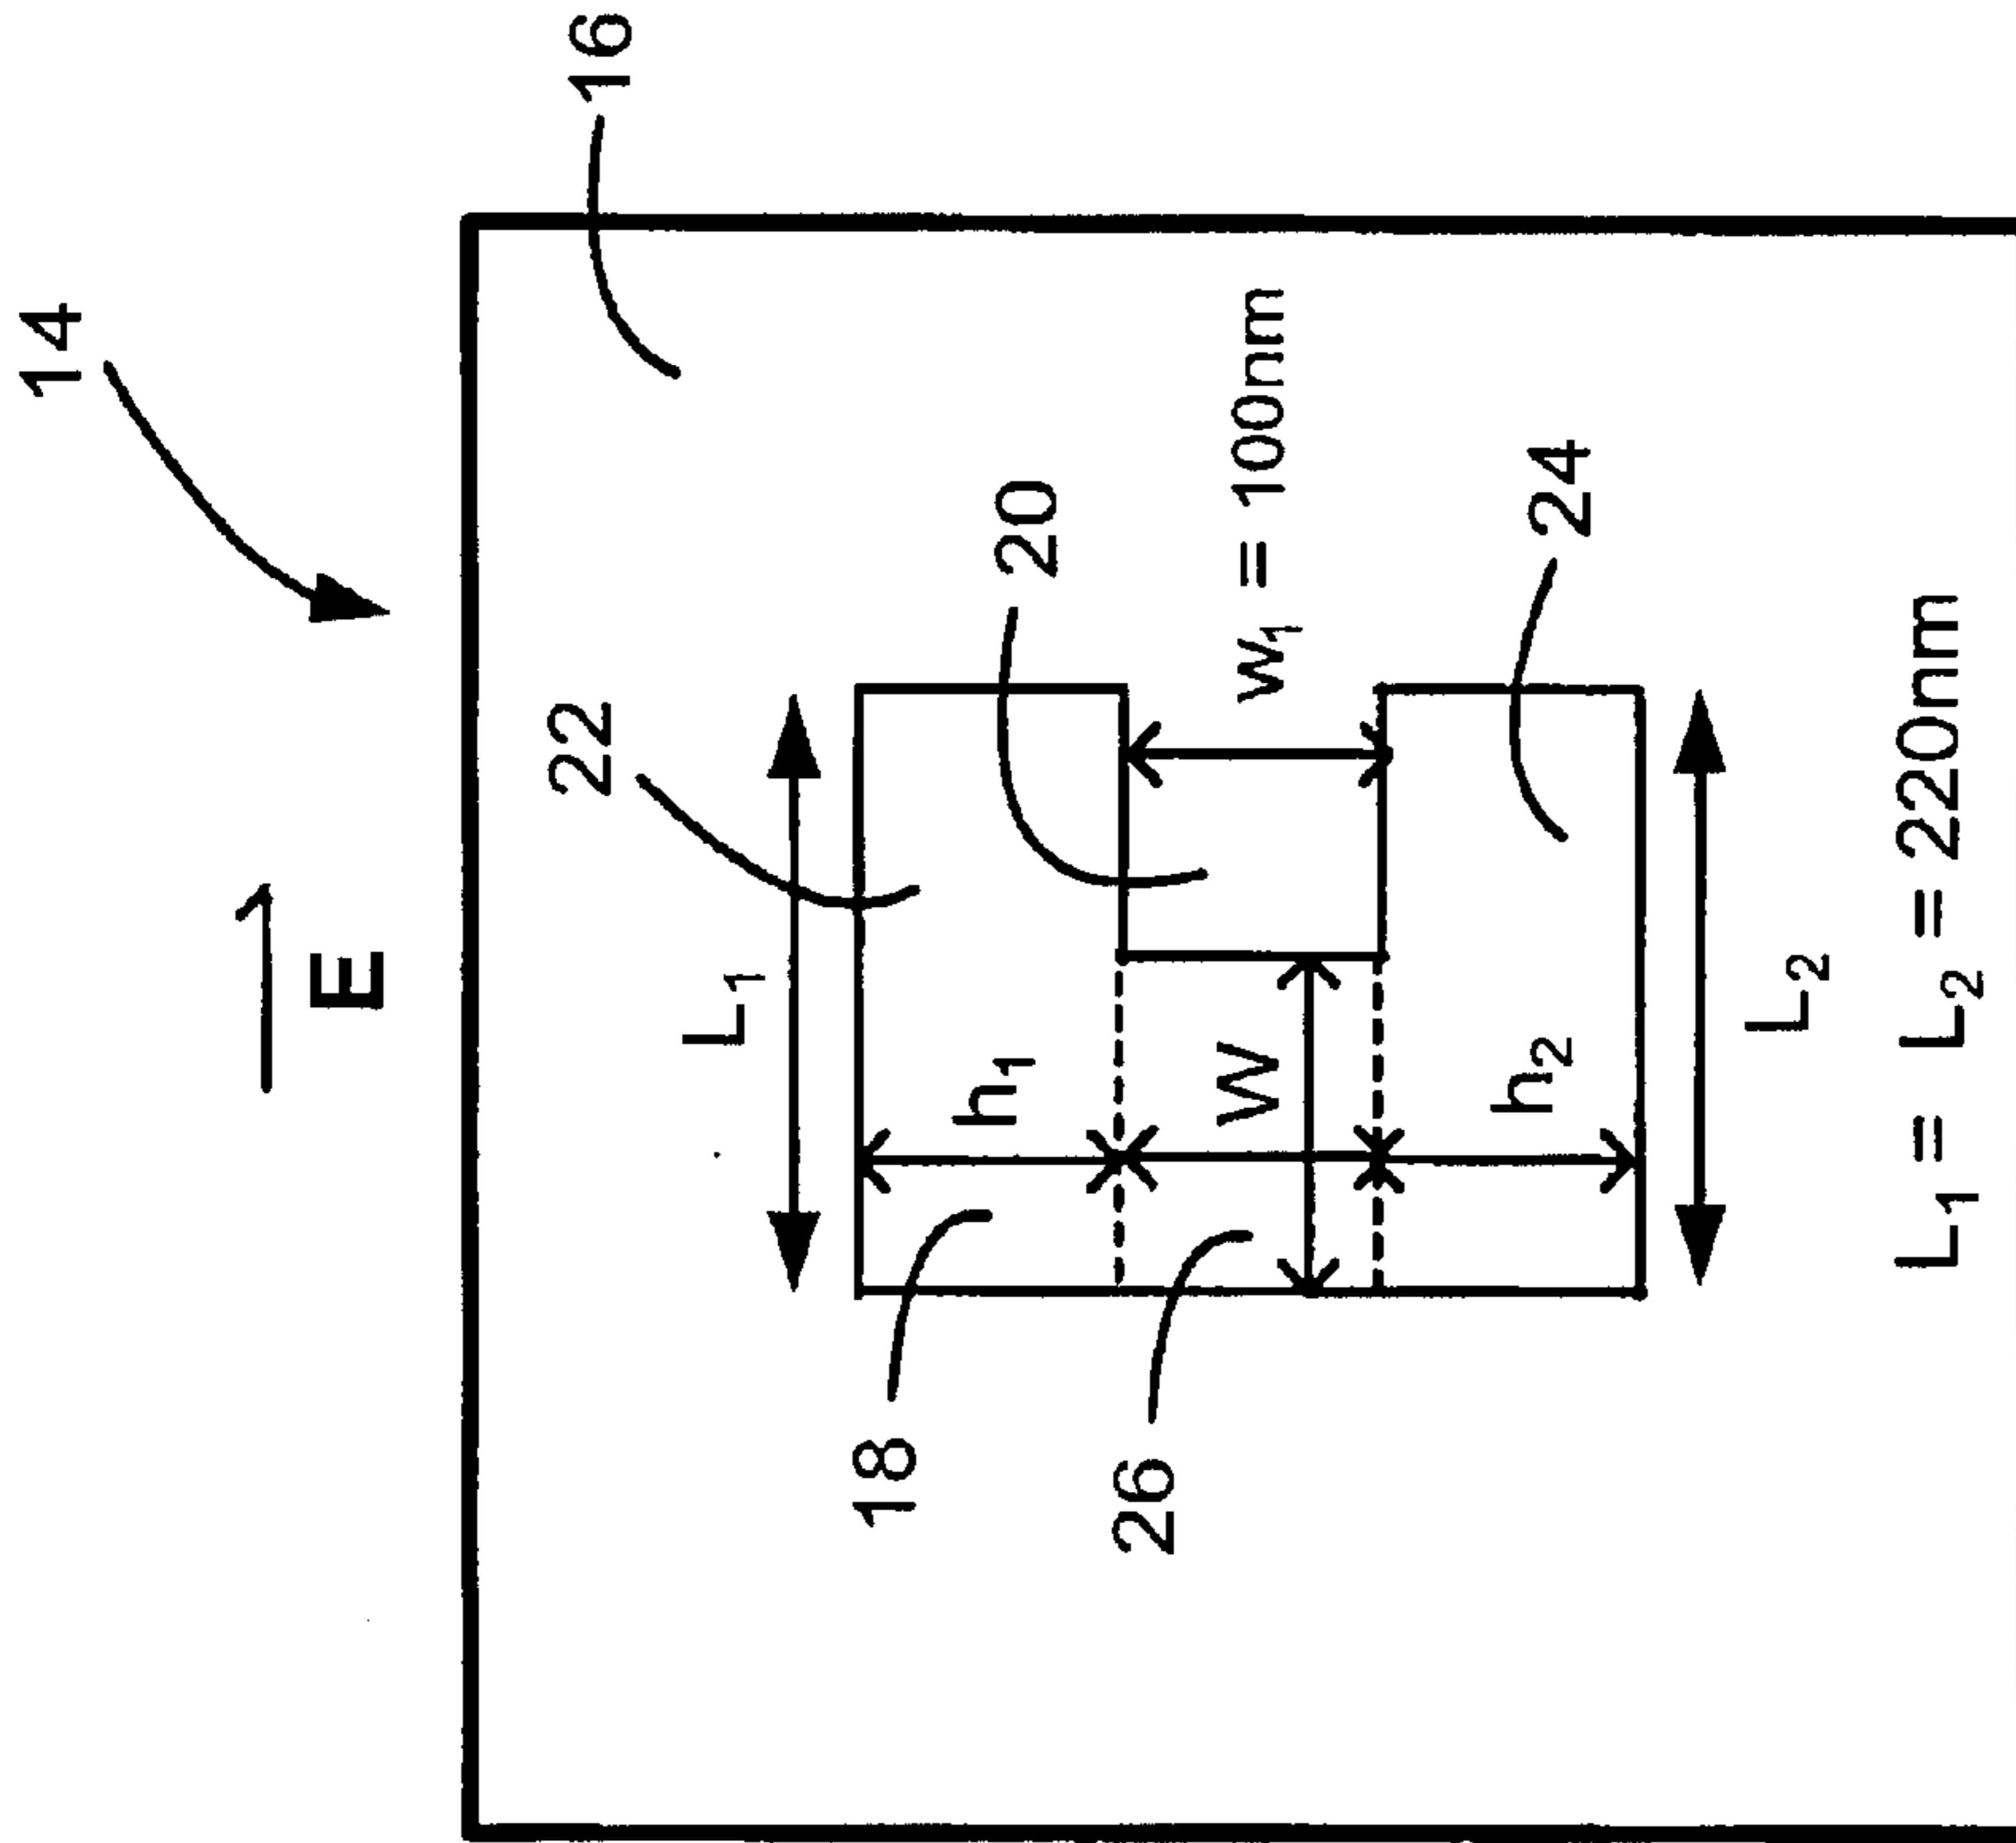 14
16
E
22
L₁
20
h₁
W
w₁ = 100nm
18
26
24
h₂
L₂
L₁ = L₂ = 220nm